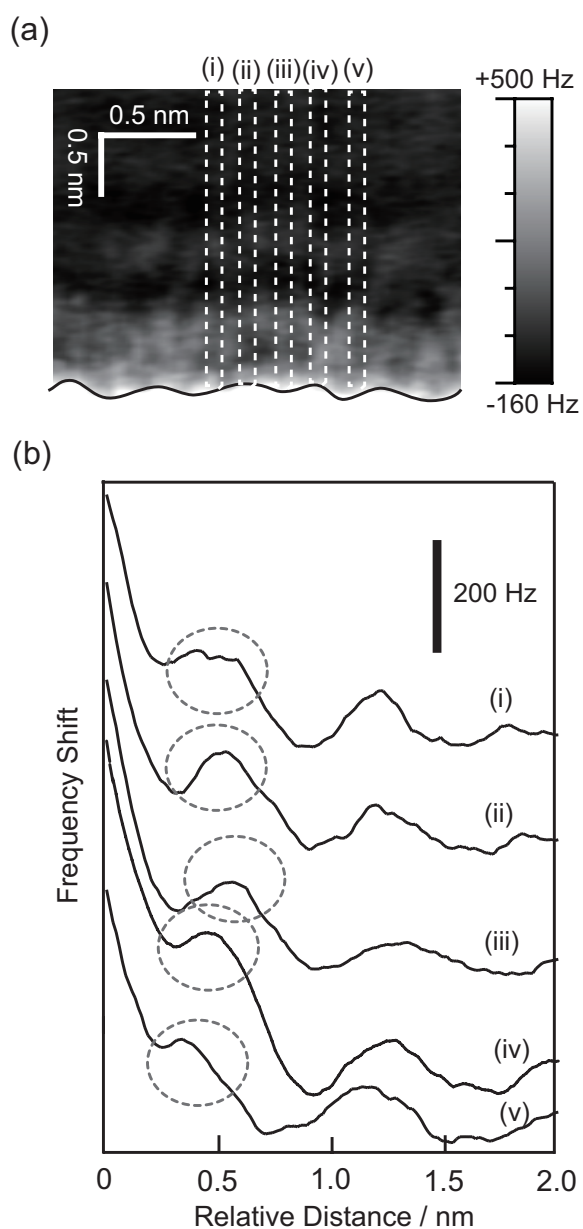 (a)
(i) (ii) (iii) (iv) (v)
+500 Hz
0.5 nm
0.5 nm
-160 Hz
(b)
200 Hz
(i)
(ii)
(iii)
(iv)
(v)
Frequency Shift
0 0.5 1.0 1.5 2.0
Relative Distance / nm